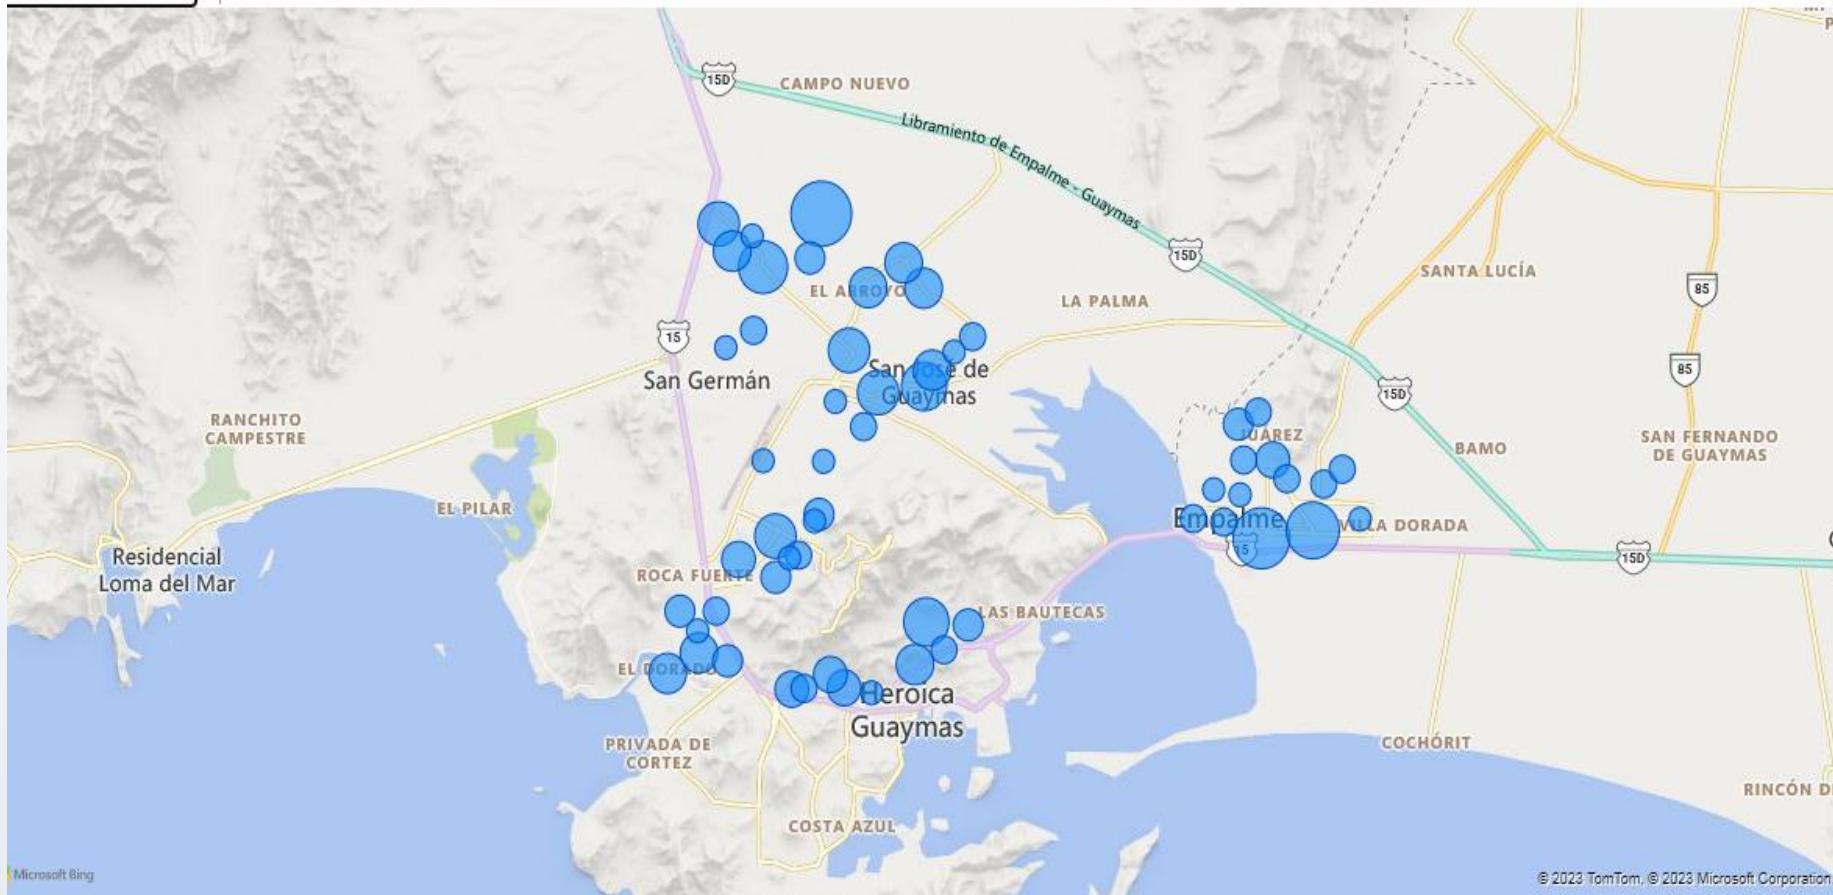 15D
CAMPO NUEVO
Libramiento de Empalme - Guaymas
15D
SANTA LUCÍA
85
EL ARROYO
LA PALMA
15
San Germán
San José de
Guaymas
85
15D
RANCHITO
CAMPESTRE
JUÁREZ
BAMO
SAN FERNANDO
DE GUAYMAS
EL PILAR
Empalme
VILLA DORADA
15
15D
Residencial
Loma del Mar
ROCA FUERTE
LAS BAUTECAS
EL DORADO
Heroica
Guaymas
PRIVADA DE
CORTEZ
COCHÓRIT
RINCÓN D
COSTA AZUL
Microsoft Bing
© 2023 TomTom, © 2023 Microsoft Corporation